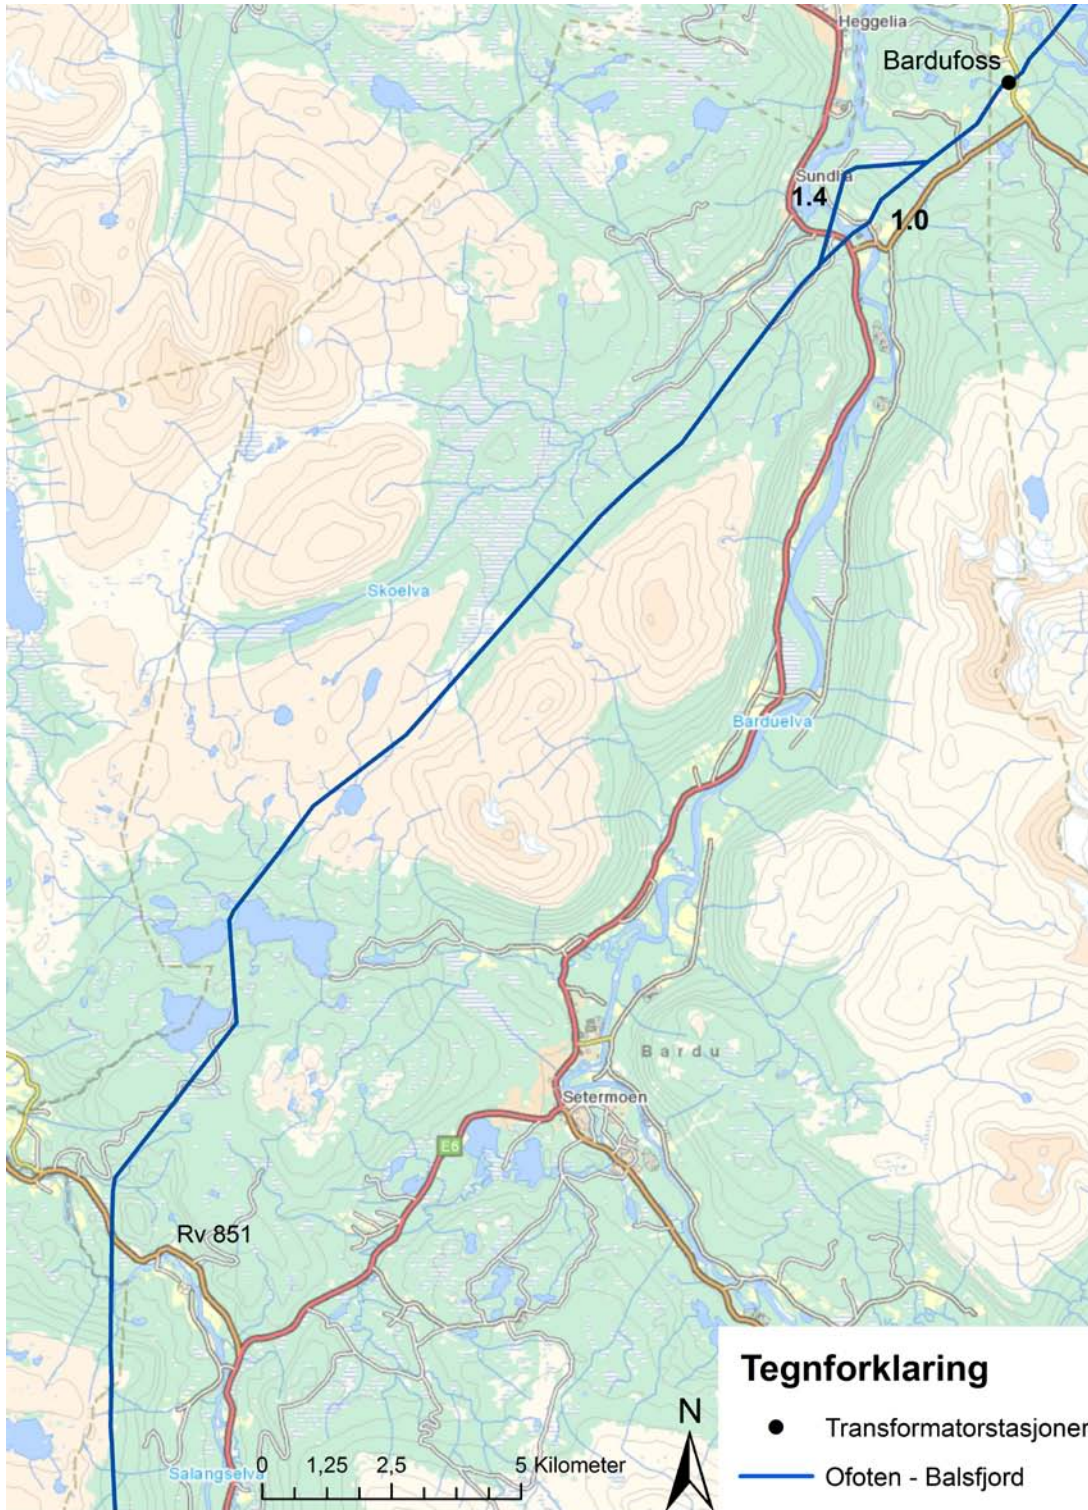 Heggelia
Bardufoss
Sundlia
1.4
1.0
Skoelva
Barduelva
Bardu
Setermoen
E6
Rv 851
Salangselva
N
0 1,25 2,5 5 Kilometer
Tegnforklaring
Transformatorstasjoner
Ofoten - Balsfjord